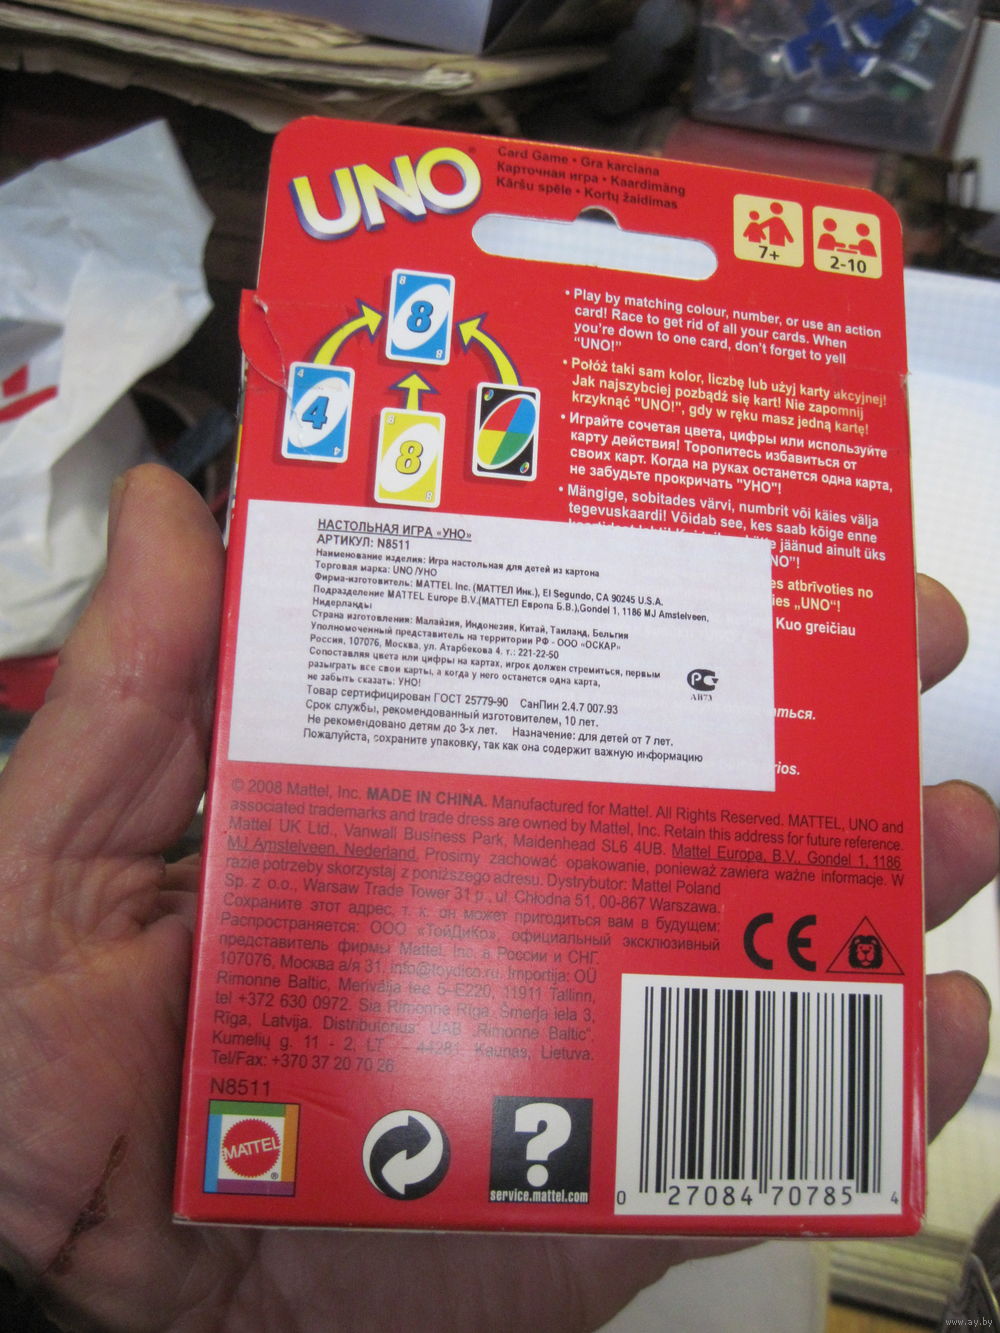 UNO
Card Game • Gra karciana
Карточная игра • Kaardimäng
Kāršu spēle • Kortų žaidimas
7+
2-10
8
8
8
4
4
4
8
8
8
• Play by matching colour, number, or use an action
card! Race to get rid of all your cards. When
you're down to one card, don't forget to yell
"UNO!"
• Połóż taki sam kolor, liczbę lub użyj karty akcyjnej!
Jak najszybciej pozbądź się kart! Nie zapomnij
krzyknąć "UNO!", gdy w ręku masz jedną kartę!
• Играйте сочетая цвета, цифры или используйте
карту действия! Торопитесь избавиться от
своих карт. Когда на руках останется одна карта,
не забудьте прокричать "УНО"!
• Mängige, sobitades värvi, numbrit või käies välja
tegevuskaardi! Võidab see, kes saab kõige enne
jäänud ainult üks
NO"!
es atbrīvoties no
ies „UNO“!
Kuo greičiau
аться.
rios.
НАСТОЛЬНАЯ ИГРА «УНО»
АРТИКУЛ: N8511
Наименование изделия: Игра настольная для детей из картона
Торговая марка: UNO /УНО
Фирма-изготовитель: MATTEL Inc. (МАТТЕЛ Инк.), El Segundo, CA 90245 U.S.A.
Подразделение MATTEL Europe B.V.(МАТТЕЛ Европа Б.В.),Gondel 1, 1186 MJ Amstelveen,
Нидерланды
Страна изготовления: Малайзия, Индонезия, Китай, Таиланд, Бельгия
Уполномоченный представитель на территории РФ - ООО «ОСКАР»
Россия, 107076, Москва, ул. Атарбекова 4. т.: 221-22-50
Сопоставляя цвета или цифры на картах, игрок должен стремиться, первым
разыграть все свои карты, а когда у него останется одна карта,
не забыть сказать: УНО!
Товар сертифицирован ГОСТ 25779-90 СанПин 2.4.7 007.93
Срок службы, рекомендованный изготовителем, 10 лет.
Не рекомендовано детям до 3-х лет. Назначение: для детей от 7 лет.
Пожалуйста, сохраните упаковку, так как она содержит важную информацию
РСТ
АВ73
© 2008 Mattel, Inc. MADE IN CHINA. Manufactured for Mattel. All Rights Reserved. MATTEL, UNO and
associated trademarks and trade dress are owned by Mattel, Inc. Retain this address for future reference.
Mattel UK Ltd., Vanwall Business Park, Maidenhead SL6 4UB. Mattel Europa, B.V., Gondel 1, 1186
MJ Amstelveen, Nederland. Prosimy zachować opakowanie, ponieważ zawiera ważne informacje. W
razie potrzeby skorzystaj z poniższego adresu. Dystrybutor: Mattel Poland
Sp. z o.o., Warsaw Trade Tower 31 p., ul. Chłodna 51, 00-867 Warszawa.
Сохраните этот адрес, т. к. он может пригодиться вам в будущем:
Распространяется: ООО «ТойДиКо», официальный эксклюзивный
представитель фирмы Mattel, Inc. в России и СНГ.
107076, Москва а/я 31, info@toydico.ru. Importija: OÜ
Rimonne Baltic, Merivälja tee 5-E220, 11911 Tallinn,
tel +372 630 0972. Sia Rimonne Rīga, Smerļa iela 3,
Rīga, Latvija. Distributorius: UAB „Rimonne Baltic“,
Kumelių g. 11 - 2, LT - 44281 Kaunas, Lietuva.
Tel/Fax: +370 37 20 70 26
N8511
MATTEL
®
?
service.mattel.com
CE
0 27084 70785 4
www.ay.by